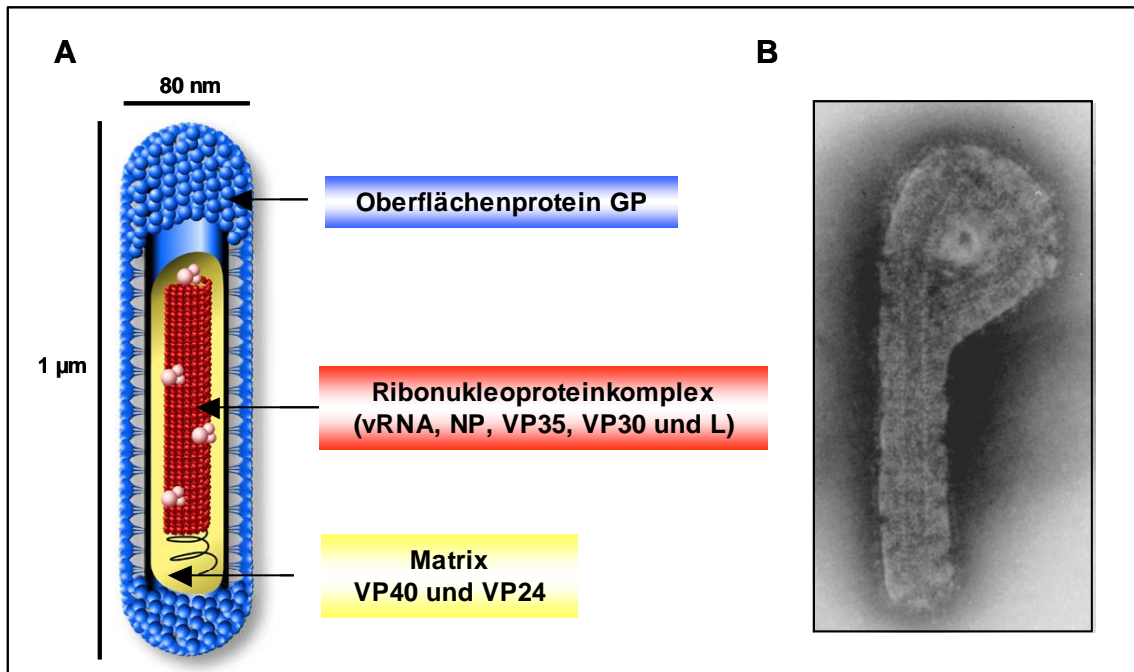 A
B
80 nm
Oberflächenprotein GP
1 µm
Ribonukleoproteinkomplex
(vRNA, NP, VP35, VP30 und L)
Matrix
VP40 und VP24